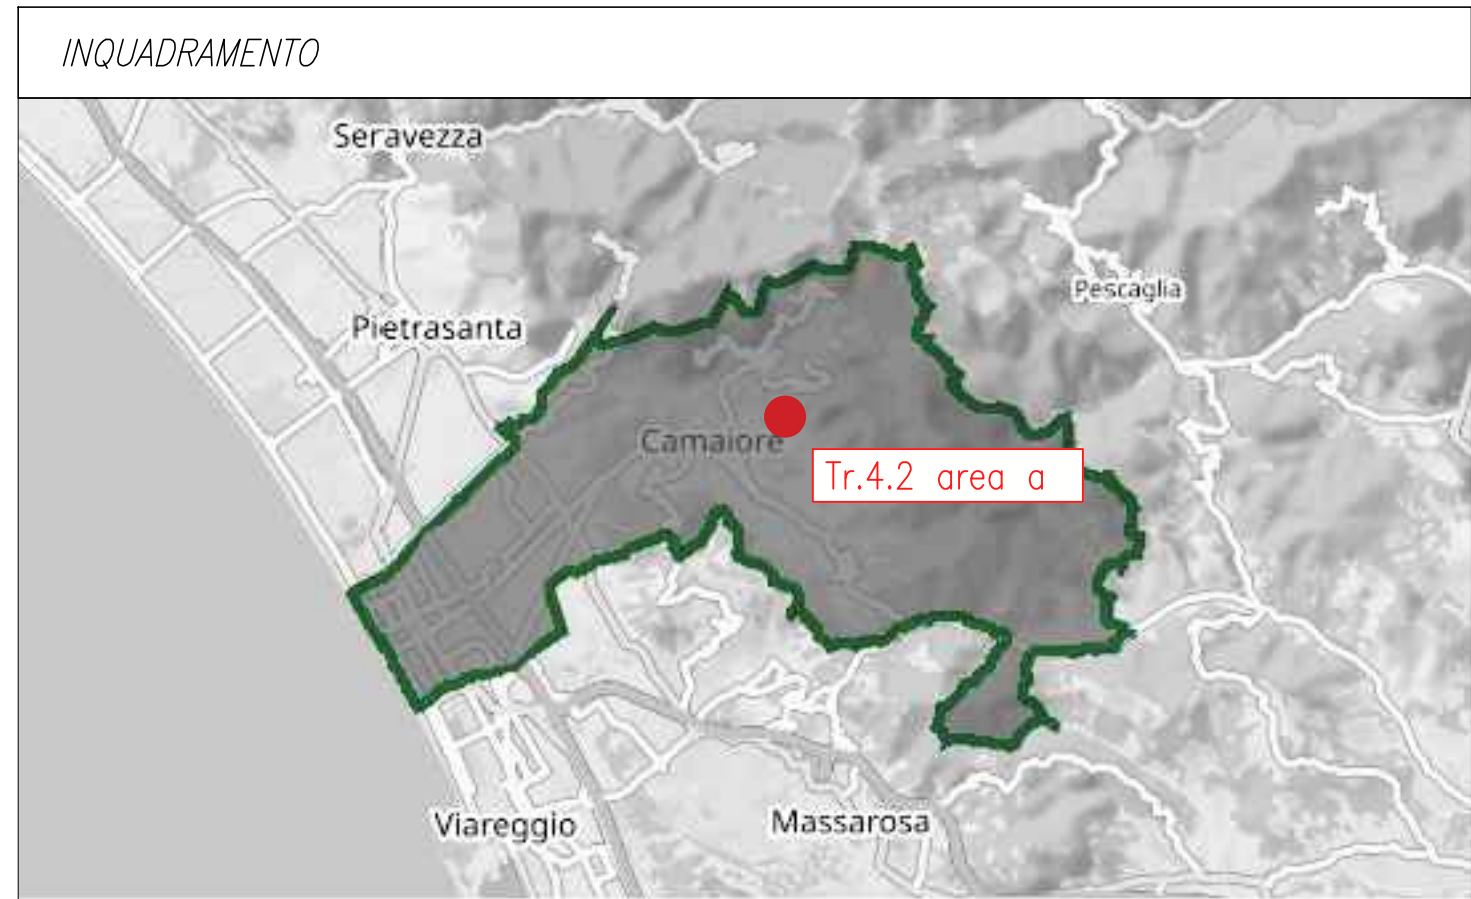 INQUADRAMENTO
Seravezza
Pescaglia
Pietrasanta
Camaiore
Tr.4.2 area a
Viareggio
Massarosa